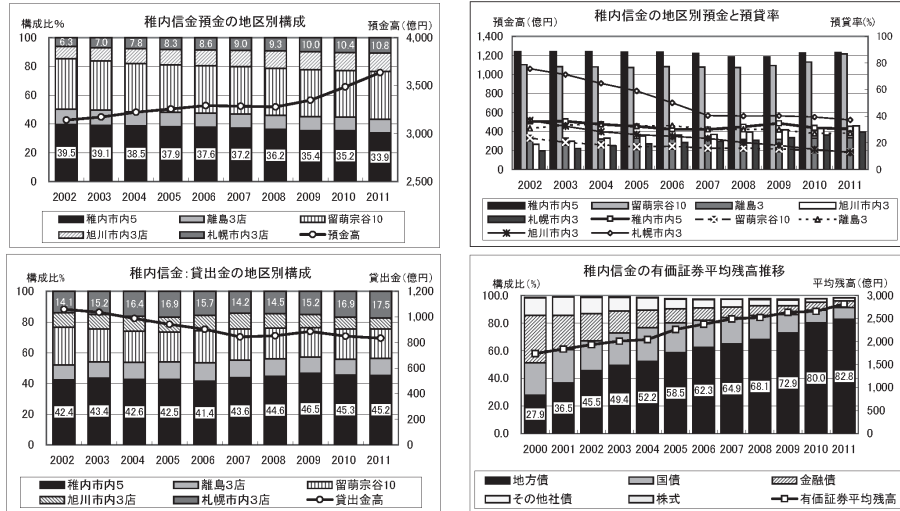 稚内信金預金の地区別構成
構成比% 預金高(億円)
100 4,000
80 3,500
60
40 3,000
20
0 2,500
6.3 7.0 7.8 8.3 8.6 9.0 9.3 10.0 10.4 10.8
39.5 39.1 38.5 37.9 37.6 37.2 36.2 35.4 35.2 33.9
2002 2003 2004 2005 2006 2007 2008 2009 2010 2011
稚内市内5 離島3店 留萌宗谷10
旭川市内3店 札幌市内3店 預金高
稚内信金の地区別預金と預貸率
預金高(億円) 預貸率(%)
1,400 100
1,200
1,000 80
800 60
600
400 40
200 20
0 0
2002 2003 2004 2005 2006 2007 2008 2009 2010 2011
稚内市内5 留萌宗谷10 離島3 旭川市内3
札幌市内3 稚内市内5 留萌宗谷10 離島3
旭川市内3 札幌市内3
稚内信金:貸出金の地区別構成
構成比% 貸出金(億円)
100 1,200
80 1,000
60 800
600
40 400
20 200
0 0
14.1 15.2 16.4 16.9 15.7 14.2 14.5 15.2 16.9 17.5
42.4 43.4 42.6 42.5 41.4 43.6 44.6 46.5 45.3 45.2
2002 2003 2004 2005 2006 2007 2008 2009 2010 2011
稚内市内5 離島3店 留萌宗谷10
旭川市内3店 札幌市内3店 貸出金高
稚内信金の有価証券平均残高推移
構成比(%) 平均残高(億円)
100.0 3,000
80.0 2,500
60.0 2,000
1,500
40.0 1,000
20.0 500
0.0 0
27.9 36.5 45.5 49.4 52.2 58.5 62.3 64.9 68.1 72.9 80.0 82.8
2000 2001 2002 2003 2004 2005 2006 2007 2008 2009 2010 2011
地方債 国債 金融債
その他社債 株式 有価証券平均残高